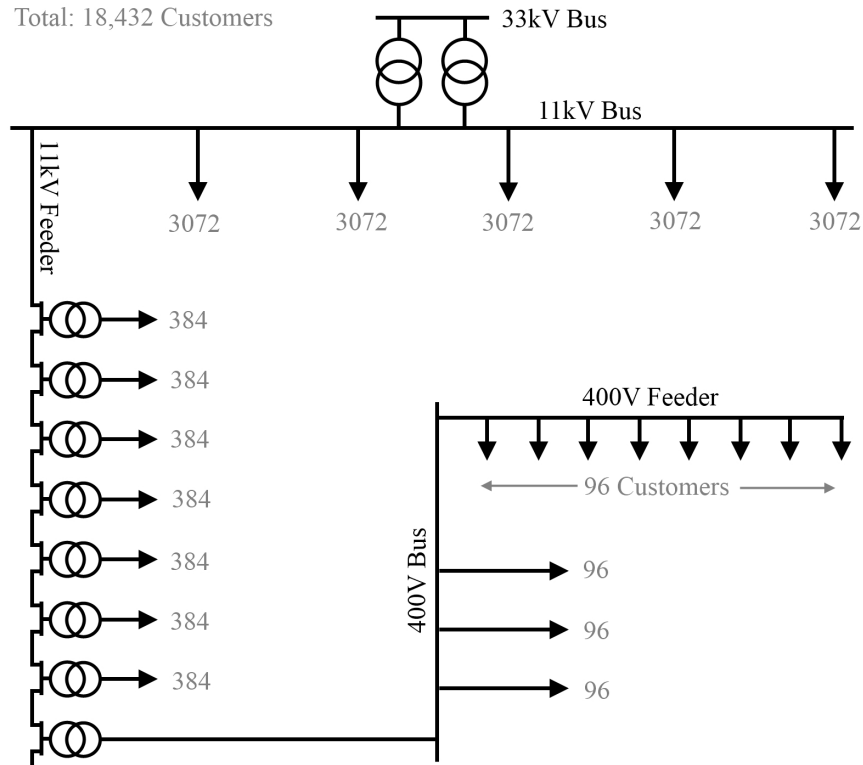 Total: 18,432 Customers
33kV Bus
11kV Bus
11kV Feeder
3072
3072
3072
3072
3072
384
384
384
384
384
384
384
400V Feeder
96 Customers
400V Bus
96
96
96